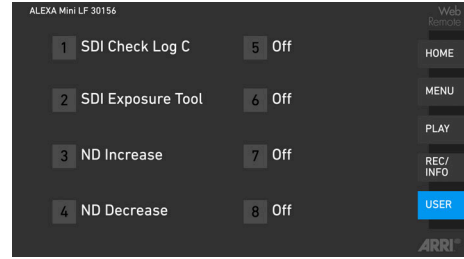 ALEXA Mini LF 30156
Web
Remote
1 SDI Check Log C
5 Off
HOME
2 SDI Exposure Tool
6 Off
MENU
PLAY
3 ND Increase
7 Off
REC/
INFO
4 ND Decrease
8 Off
USER
ARRI